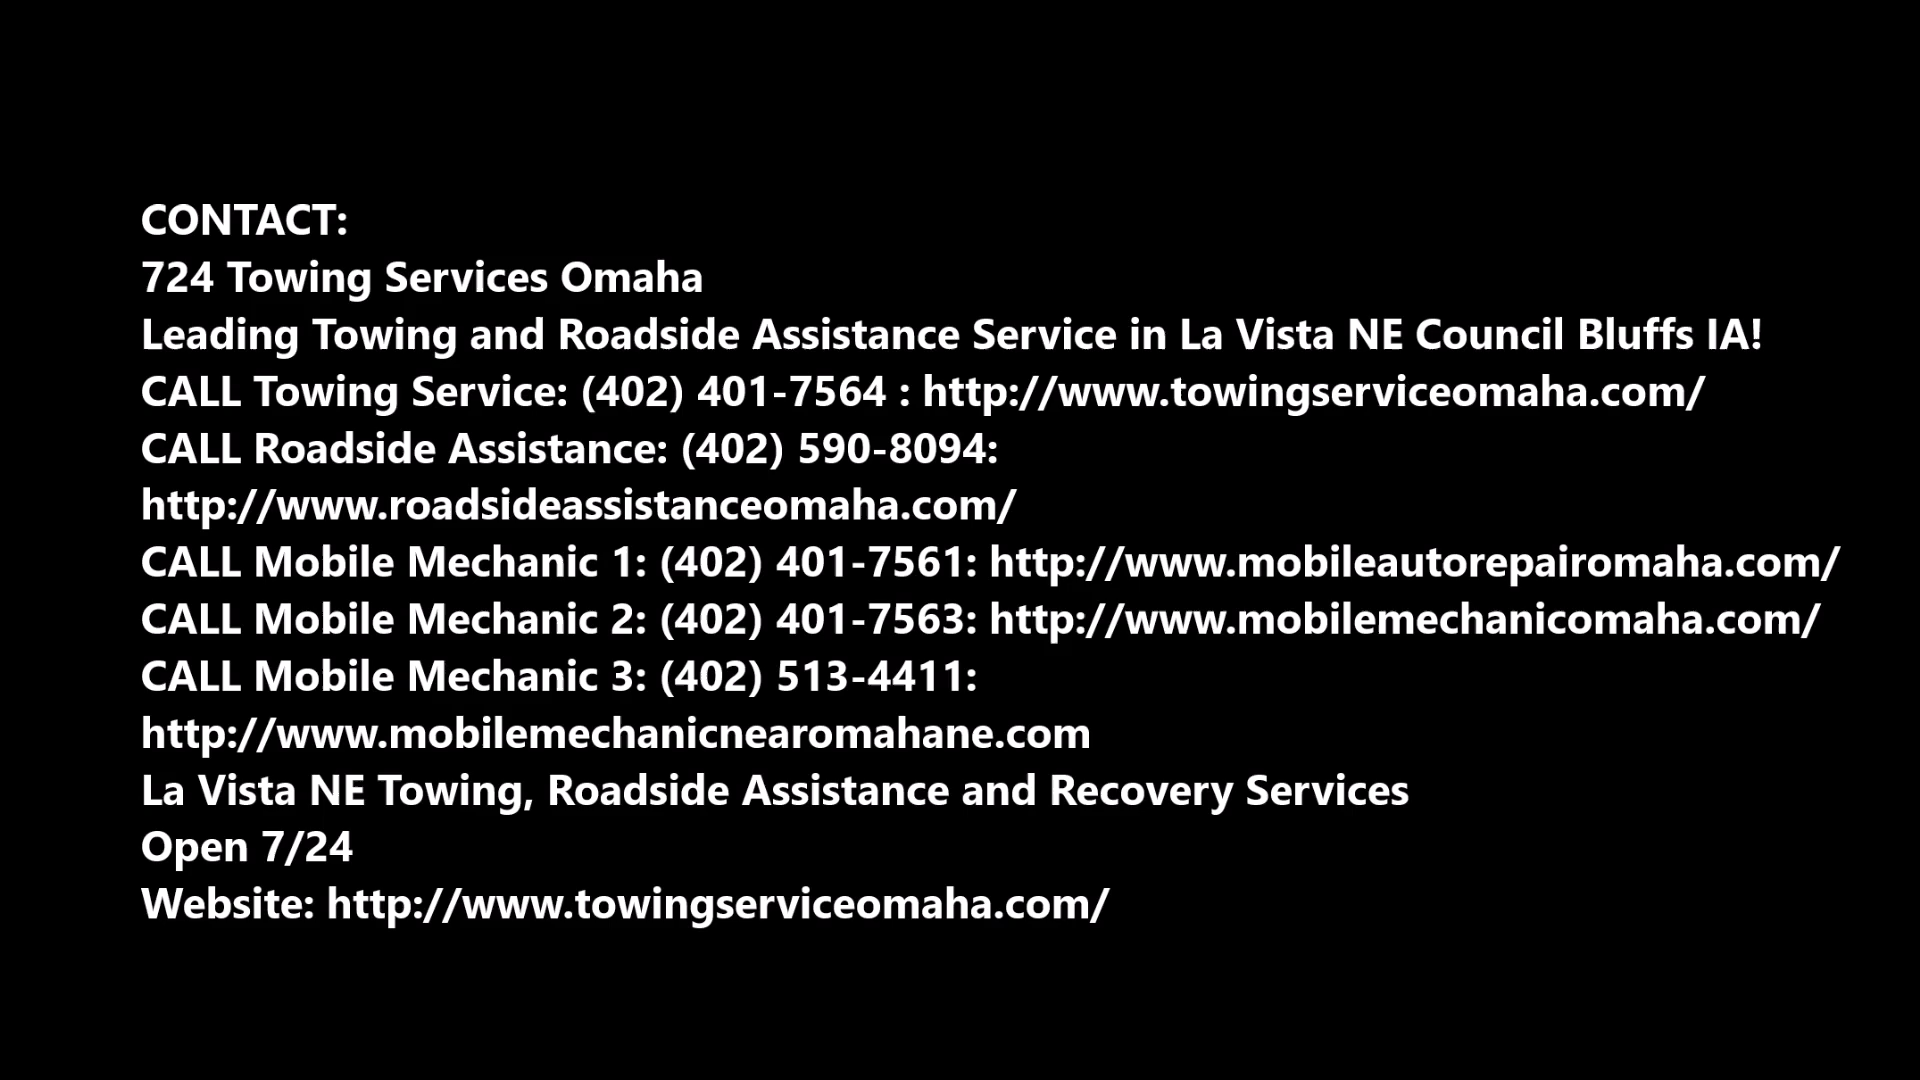 CONTACT:
724 Towing Services Omaha
Leading Towing and Roadside Assistance Service in La Vista NE Council Bluffs IA!
CALL Towing Service: (402) 401-7564 : http://www.towingserviceomaha.com/
CALL Roadside Assistance: (402) 590-8094:
http://www.roadsideassistanceomaha.com/
CALL Mobile Mechanic 1: (402) 401-7561: http://www.mobileautorepairomaha.com/
CALL Mobile Mechanic 2: (402) 401-7563: http://www.mobilemechanicomaha.com/
CALL Mobile Mechanic 3: (402) 513-4411:
http://www.mobilemechanicnearomahane.com
La Vista NE Towing, Roadside Assistance and Recovery Services
Open 7/24
Website: http://www.towingserviceomaha.com/